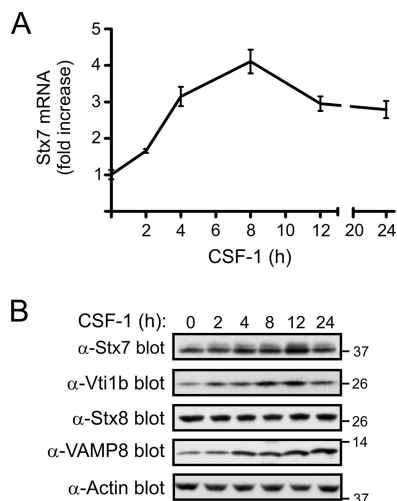 A
Stx7 mRNA
(fold increase)
5
4
3
2
1
2 4 6 8 10 12 20 24
CSF-1 (h)
B
CSF-1 (h): 0 2 4 8 12 24
α-Stx7 blot 37
α-Vti1b blot 26
α-Stx8 blot 26
α-VAMP8 blot 14
α-Actin blot 37